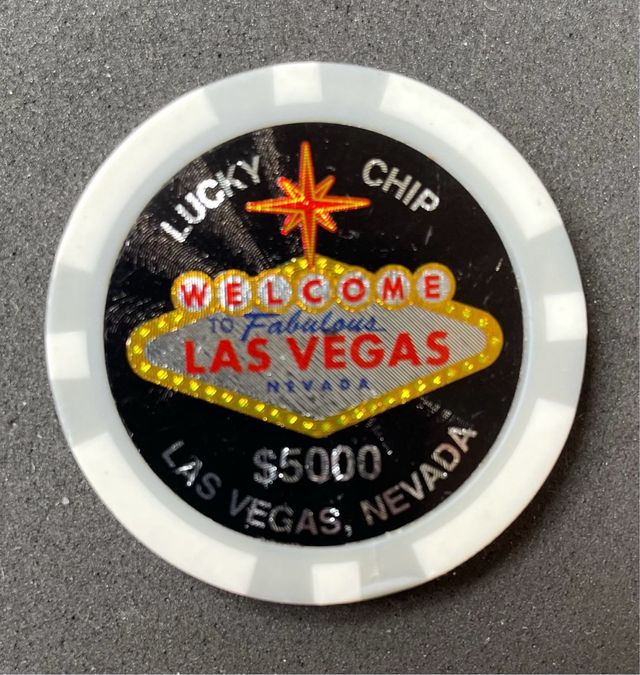 LUCKY CHIP
WELCOME
TO Fabulous
LAS VEGAS
NEVADA
$5000
LAS VEGAS, NEVADA